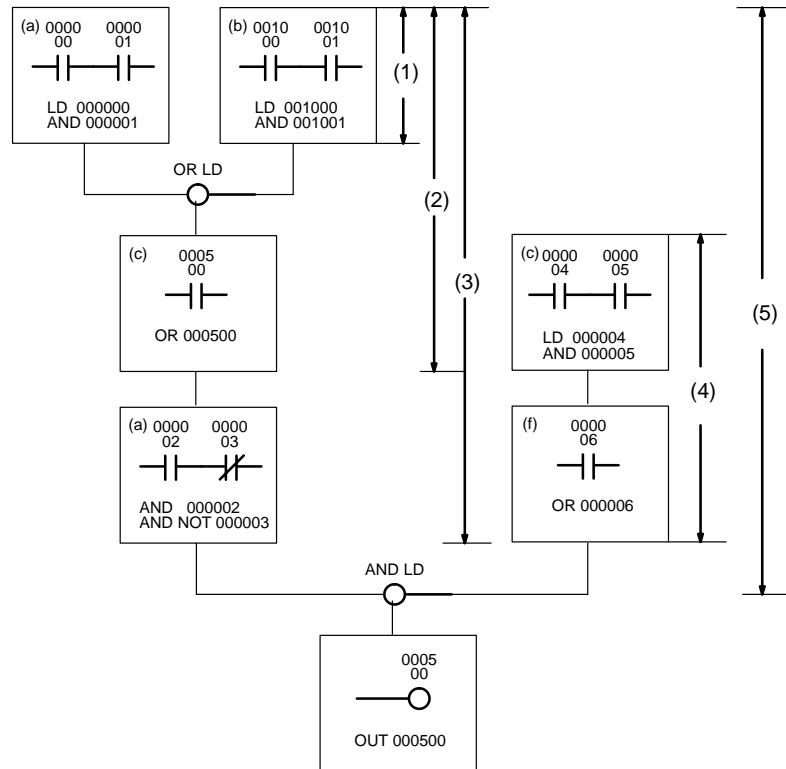 (a) 0000 0000
00 01
LD 000000
AND 000001
(b) 0010 0010
00 01
LD 001000
AND 001001
(1)
OR LD
(2)
(c) 0005
00
OR 000500
(3)
(c) 0000 0000
04 05
LD 000004
AND 000005
(5)
(4)
(a) 0000 0000
02 03
AND 000002
AND NOT 000003
(f) 0000
06
OR 000006
AND LD
0005
00
OUT 000500